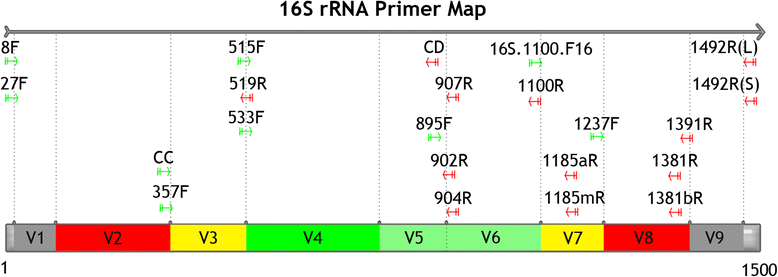 16S rRNA Primer Map
8F 515F CD 16S.1100.F16 1492R(L)
27F 519R 907R 1100R 1492R(S)
533F 895F 1237F 1391R
CC 902R 1185aR 1381R
357F 904R 1185mR 1381bR
V1 V2 V3 V4 V5 V6 V7 V8 V9
1 1500